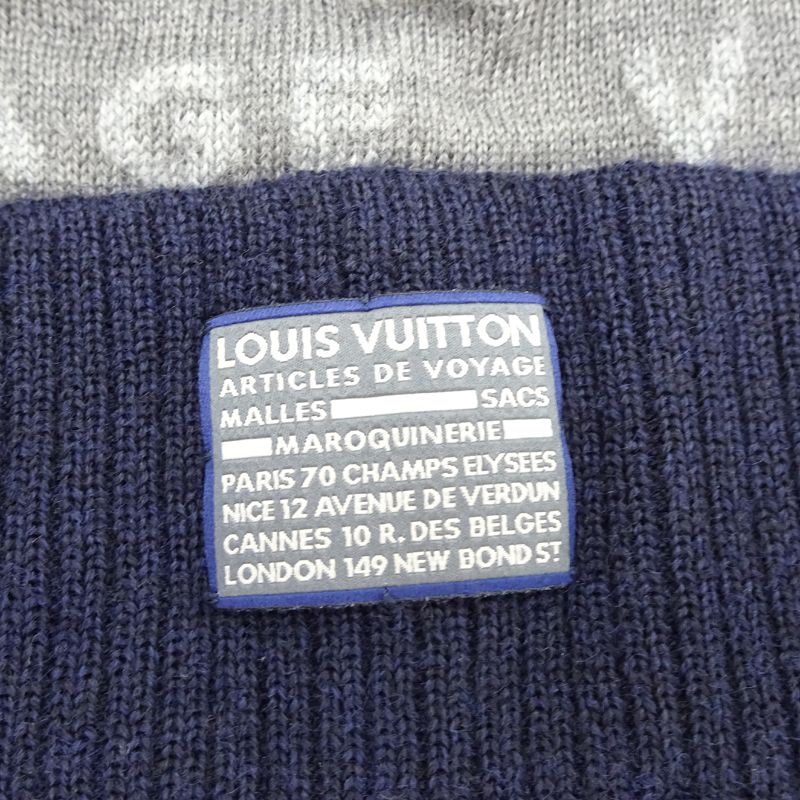 AGE V
LOUIS VUITTON
ARTICLES DE VOYAGE
MALLES SACS
MAROQUINERIE
PARIS 70 CHAMPS ELYSEES
NICE 12 AVENUE DE VERDUN
CANNES 10 R. DES BELGES
LONDON 149 NEW BOND ST